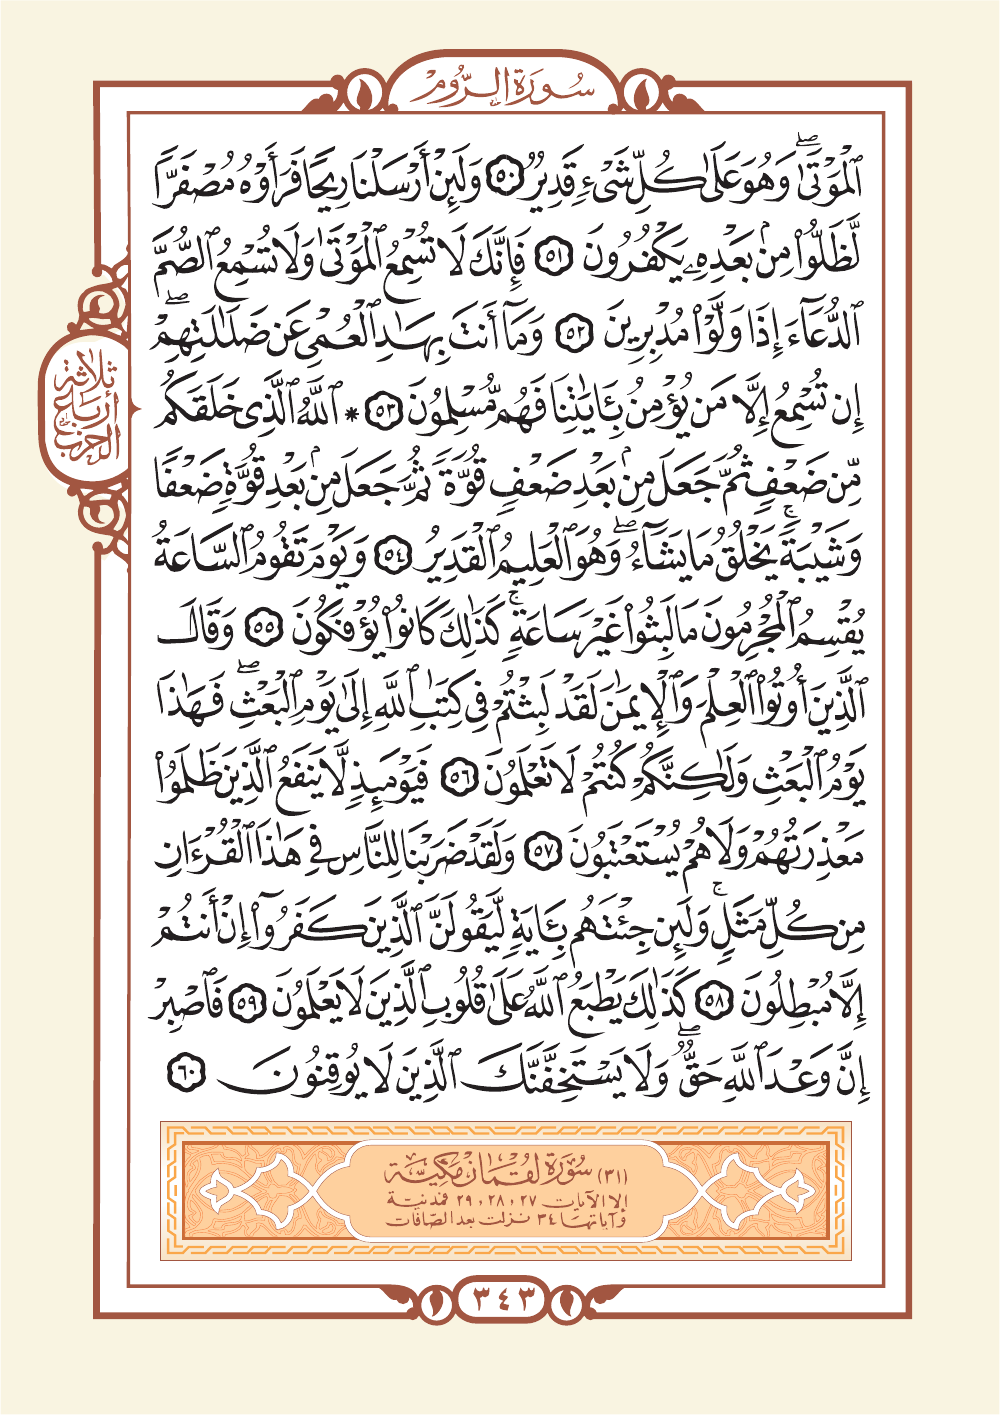 سُورَةُ الرُّومِ
ٱلْمَوْتَىٰۖ وَهُوَ عَلَىٰ كُلِّ شَىْءٍ قَدِيرٌ ٥٠ وَلَئِنْ أَرْسَلْنَا رِيحًا فَرَأَوْهُ مُصْفَرًّا
لَّظَلُّوا۟ مِنۢ بَعْدِهِۦ يَكْفُرُونَ ٥١ فَإِنَّكَ لَا تُسْمِعُ ٱلْمَوْتَىٰ وَلَا تُسْمِعُ ٱلصُّمَّ
ٱلدُّعَآءَ إِذَا وَلَّوْا۟ مُدْبِرِينَ ٥٢ وَمَآ أَنتَ بِهَـٰدِ ٱلْعُمْىِ عَن ضَلَـٰلَتِهِمْۖ
إِن تُسْمِعُ إِلَّا مَن يُؤْمِنُ بِـَٔايَـٰتِنَا فَهُم مُّسْلِمُونَ ٥٣ * ٱللَّهُ ٱلَّذِى خَلَقَكُم
مِّن ضَعْفٍ ثُمَّ جَعَلَ مِنۢ بَعْدِ ضَعْفٍ قُوَّةً ثُمَّ جَعَلَ مِنۢ بَعْدِ قُوَّةٍ ضَعْفًا
وَشَيْبَةًۚ يَخْلُقُ مَا يَشَآءُۖ وَهُوَ ٱلْعَلِيمُ ٱلْقَدِيرُ ٥٤ وَيَوْمَ تَقُومُ ٱلسَّاعَةُ
يُقْسِمُ ٱلْمُجْرِمُونَ مَا لَبِثُوا۟ غَيْرَ سَاعَةٍۚ كَذَٰلِكَ كَانُوا۟ يُؤْفَكُونَ ٥٥ وَقَالَ
ٱلَّذِينَ أُوتُوا۟ ٱلْعِلْمَ وَٱلْإِيمَـٰنَ لَقَدْ لَبِثْتُمْ فِى كِتَـٰبِ ٱللَّهِ إِلَىٰ يَوْمِ ٱلْبَعْثِۖ فَهَـٰذَا
يَوْمُ ٱلْبَعْثِ وَلَـٰكِنَّكُمْ كُنتُمْ لَا تَعْلَمُونَ ٥٦ فَيَوْمَئِذٍ لَّا يَنفَعُ ٱلَّذِينَ ظَلَمُوا۟
مَعْذِرَتُهُمْ وَلَا هُمْ يُسْتَعْتَبُونَ ٥٧ وَلَقَدْ ضَرَبْنَا لِلنَّاسِ فِى هَـٰذَا ٱلْقُرْءَانِ
مِن كُلِّ مَثَلٍۚ وَلَئِن جِئْتَهُم بِـَٔايَةٍ لَّيَقُولَنَّ ٱلَّذِينَ كَفَرُوٓا۟ إِنْ أَنتُمْ
إِلَّا مُبْطِلُونَ ٥٨ كَذَٰلِكَ يَطْبَعُ ٱللَّهُ عَلَىٰ قُلُوبِ ٱلَّذِينَ لَا يَعْلَمُونَ ٥٩ فَٱصْبِرْ
إِنَّ وَعْدَ ٱللَّهِ حَقٌّۖ وَلَا يَسْتَخِفَّنَّكَ ٱلَّذِينَ لَا يُوقِنُونَ ٦٠
ثلاثة
أرباع
الحزب
(٣١) سُورَة لقمَان مكيّة
إلا الآيات ٢٧، ٢٨، ٢٩ فمدنية
وآياتها ٣٤ نزلت بعد الصّافات
٣٤٣